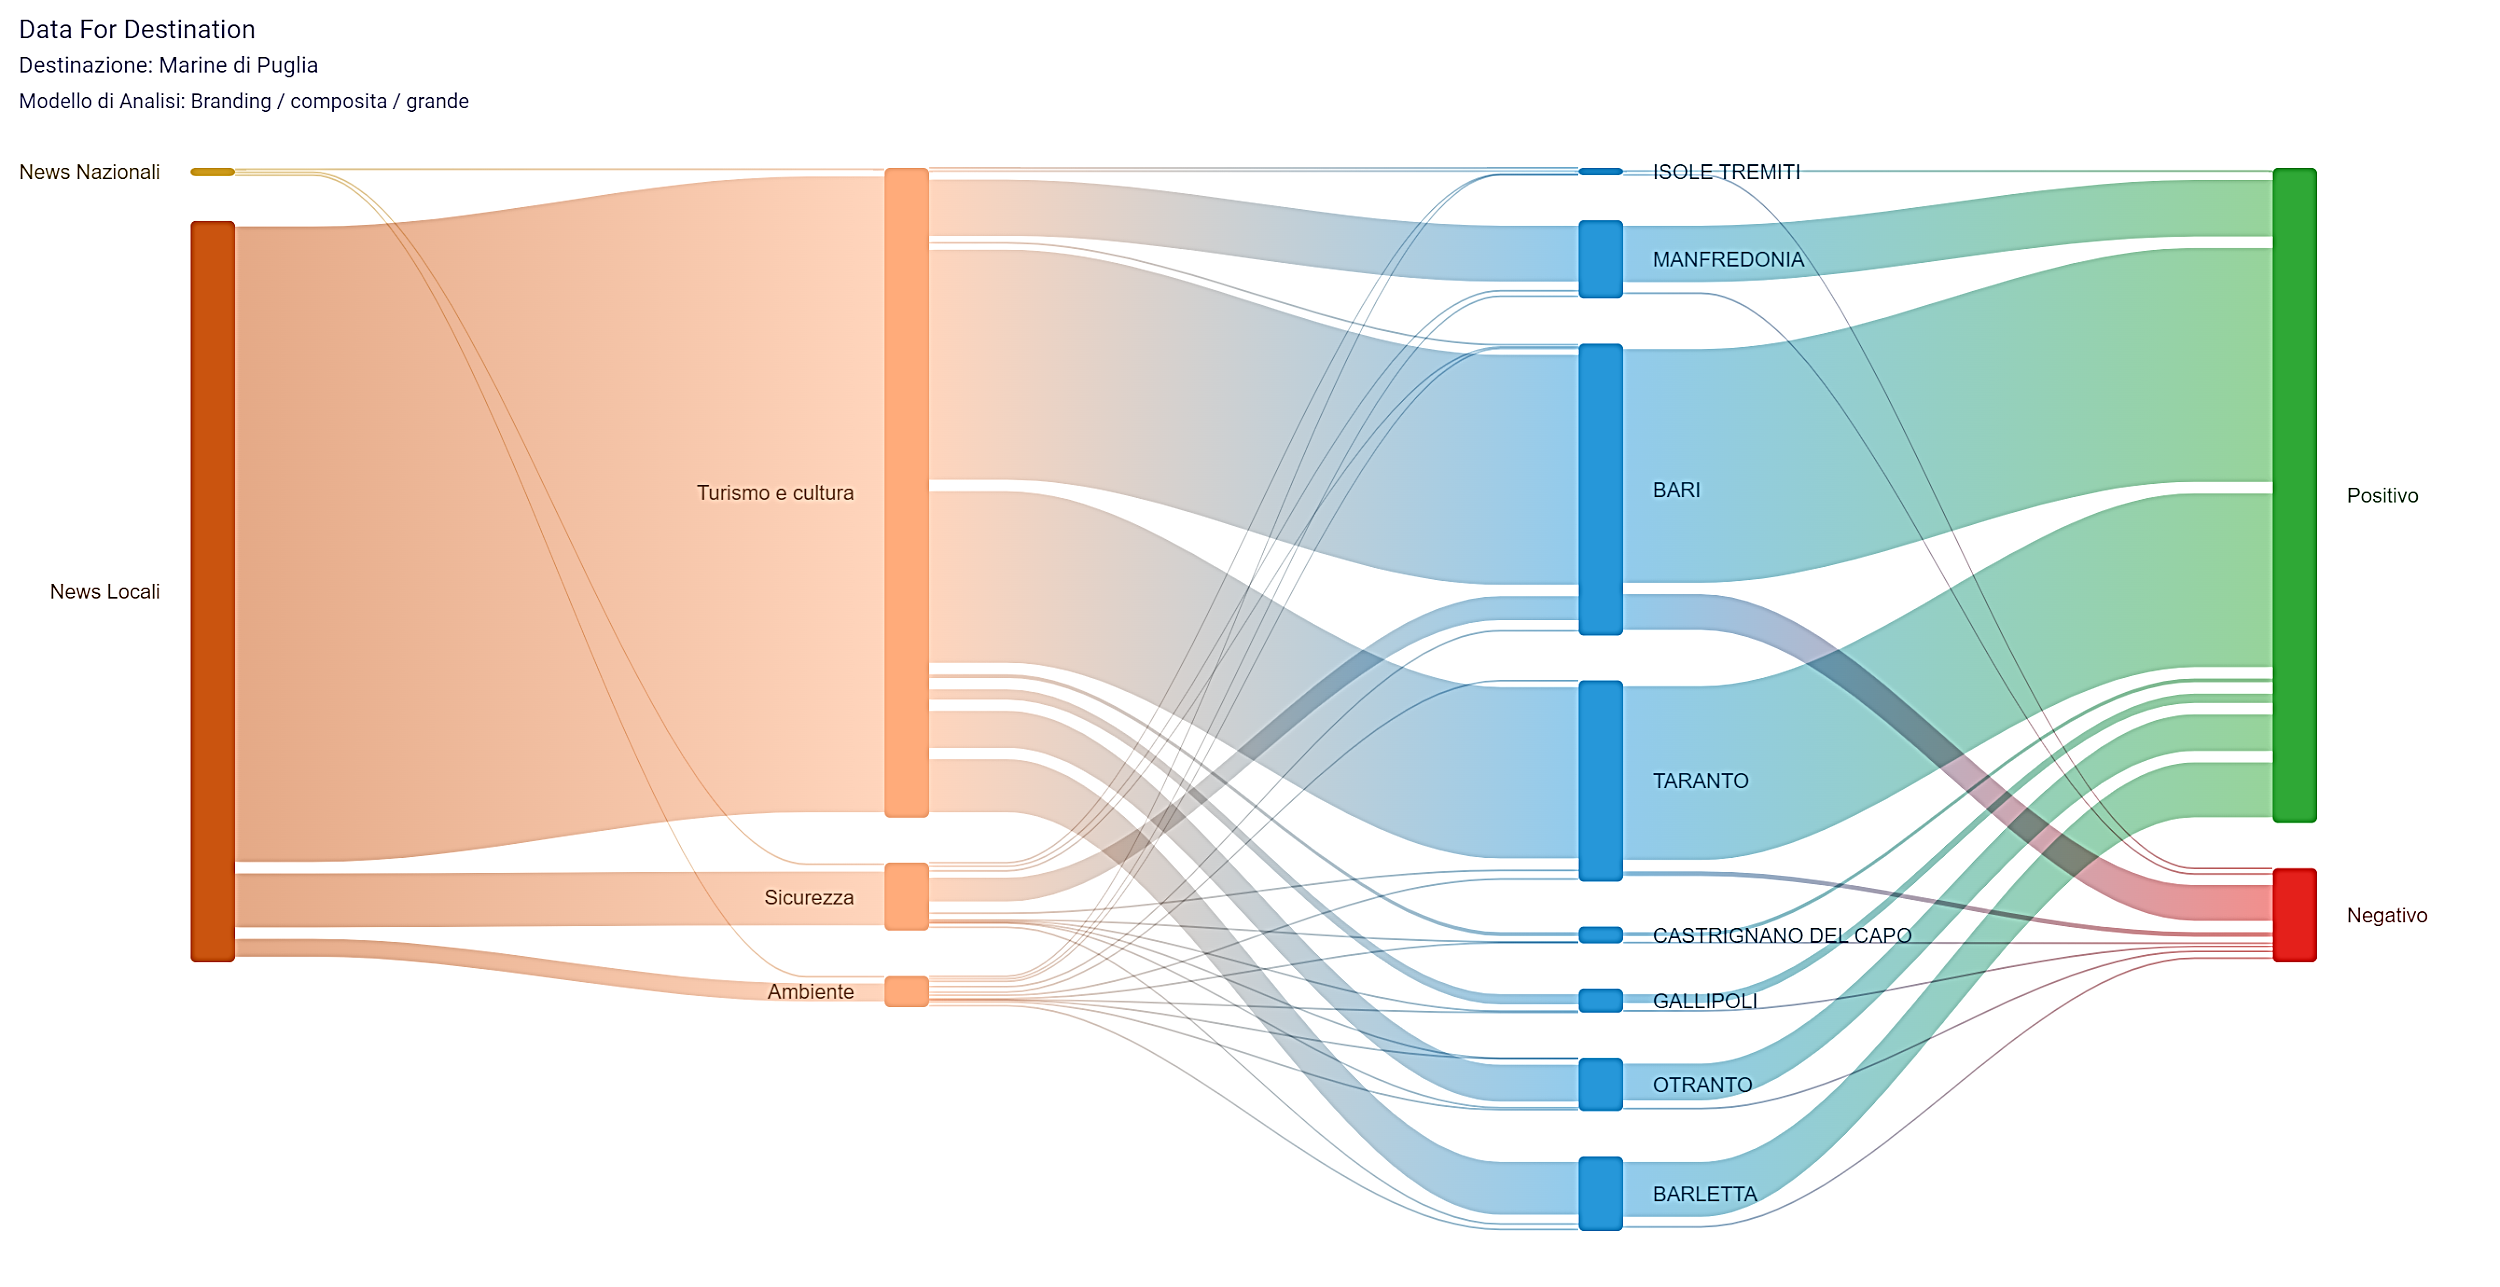 Data For Destination
Destinazione: Marine di Puglia
Modello di Analisi: Branding / composita / grande
News Nazionali
News Locali
Turismo e cultura
Sicurezza
Ambiente
ISOLE TREMITI
MANFREDONIA
BARI
TARANTO
CASTRIGNANO DEL CAPO
GALLIPOLI
OTRANTO
BARLETTA
Positivo
Negativo